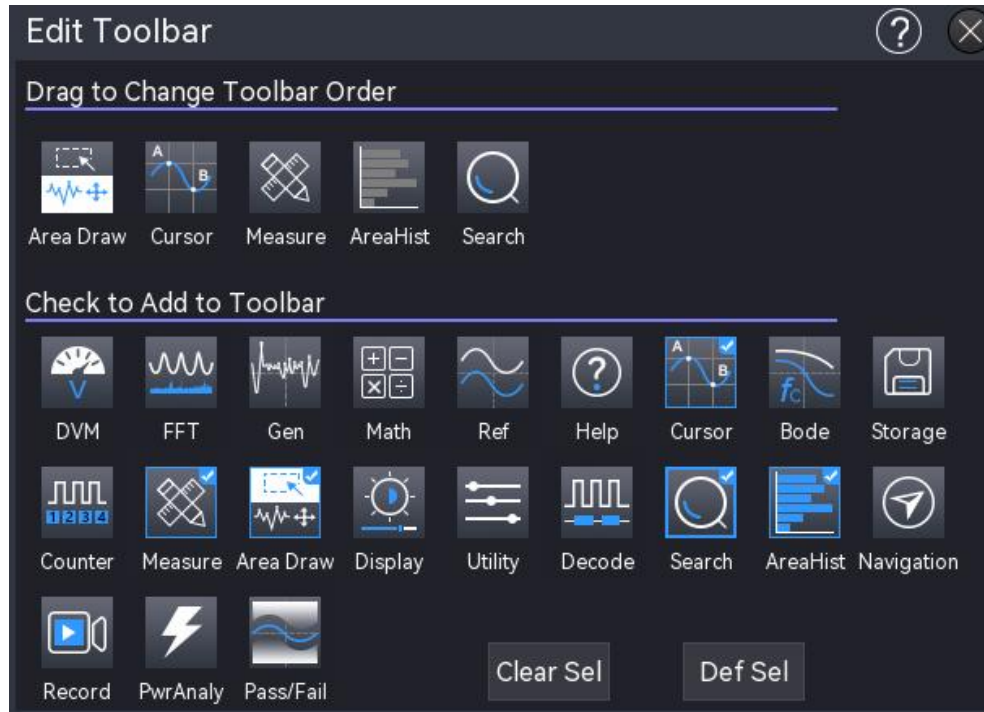 Edit Toolbar
?
Drag to Change Toolbar Order
A
B
Area Draw Cursor Measure AreaHist Search
Check to Add to Toolbar
V
A
B
fc
DVM FFT Gen Math Ref Help Cursor Bode Storage
1234
Counter Measure Area Draw Display Utility Decode Search AreaHist Navigation
Record PwrAnaly Pass/Fail
Clear Sel Def Sel